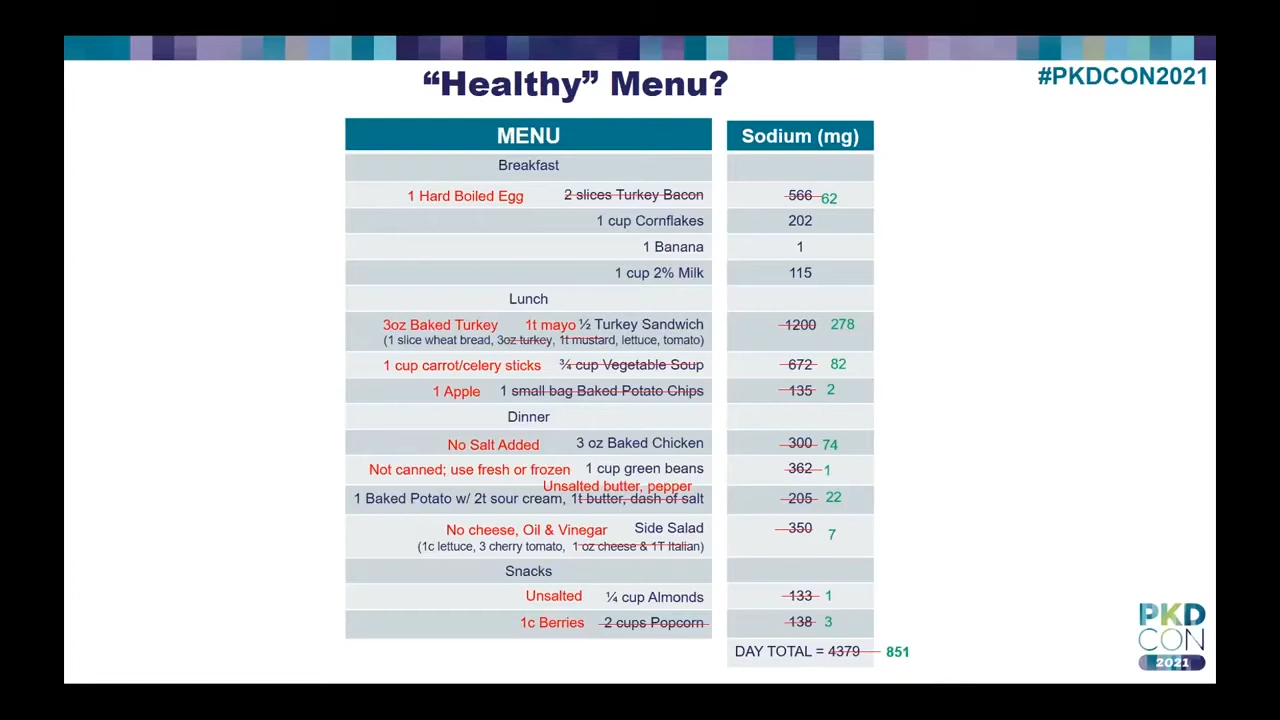 #PKDCON2021
“Healthy” Menu?
MENU Sodium (mg)
Breakfast
1 Hard Boiled Egg 2 slices Turkey Bacon 566 62
1 cup Cornflakes 202
1 Banana 1
1 cup 2% Milk 115
Lunch
3oz Baked Turkey 1t mayo ½ Turkey Sandwich 1200 278
(1 slice wheat bread, 3oz turkey, 1t mustard, lettuce, tomato)
1 cup carrot/celery sticks ¾ cup Vegetable Soup 672 82
1 Apple 1 small bag Baked Potato Chips 135 2
Dinner
No Salt Added 3 oz Baked Chicken 300 74
Not canned; use fresh or frozen 1 cup green beans 362 1
Unsalted butter, pepper
1 Baked Potato w/ 2t sour cream, 1t butter, dash of salt 205 22
No cheese, Oil & Vinegar Side Salad 350 7
(1c lettuce, 3 cherry tomato, 1 oz cheese & 1T Italian)
Snacks
Unsalted ¼ cup Almonds 133 1
1c Berries 2 cups Popcorn 138 3
DAY TOTAL = 4379 851
PKD
CON
2021